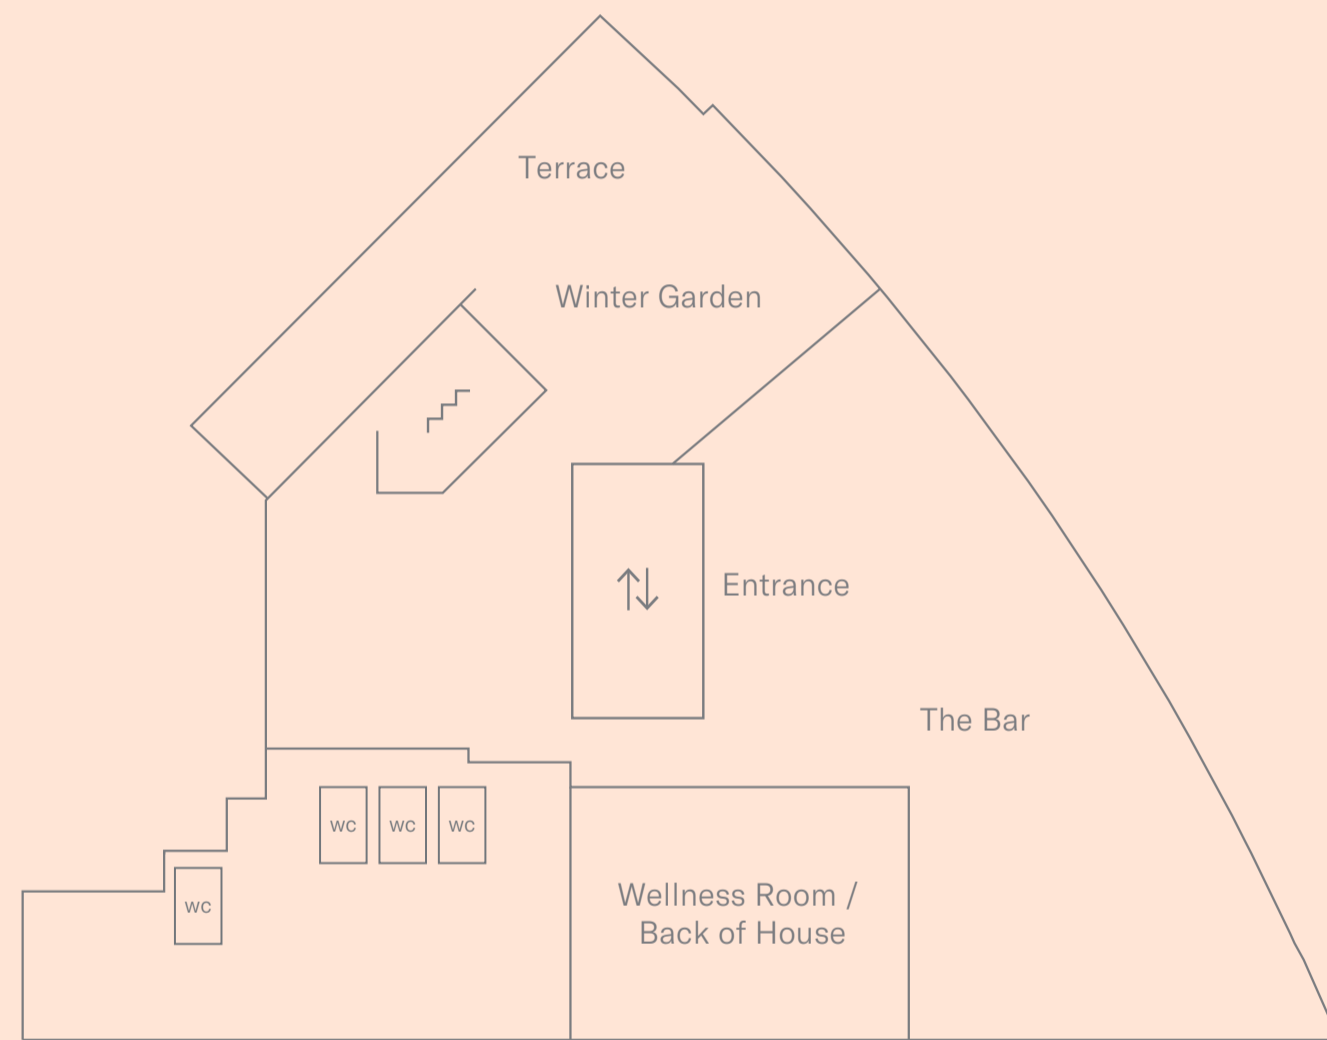 Terrace
Winter Garden
Entrance
The Bar
wc
wc
wc
wc
Wellness Room /
Back of House